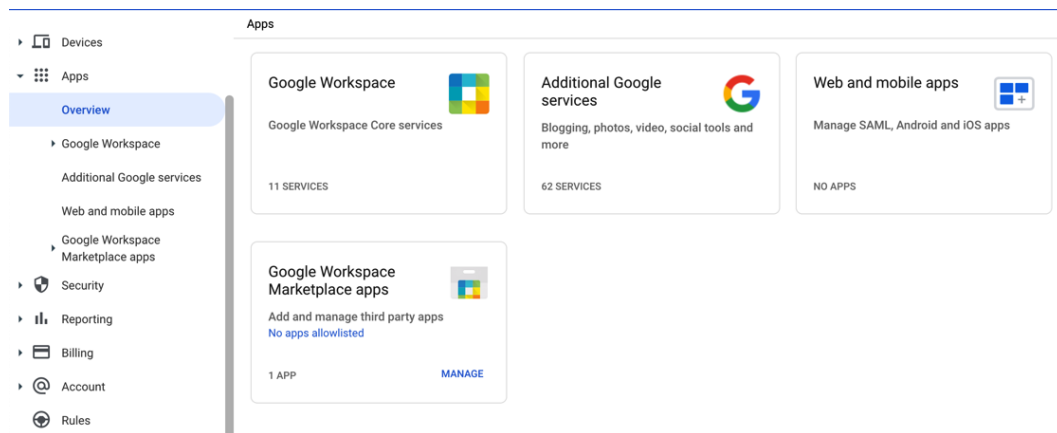 Apps
Devices
Apps
Overview
Google Workspace
Additional Google services
Web and mobile apps
Google Workspace
Marketplace apps
Security
Reporting
Billing
Account
Rules
Google Workspace
Google Workspace Core services
11 SERVICES
Additional Google
services
Blogging, photos, video, social tools and
more
62 SERVICES
Web and mobile apps
Manage SAML, Android and iOS apps
NO APPS
Google Workspace
Marketplace apps
Add and manage third party apps
No apps allowlisted
1 APP
MANAGE